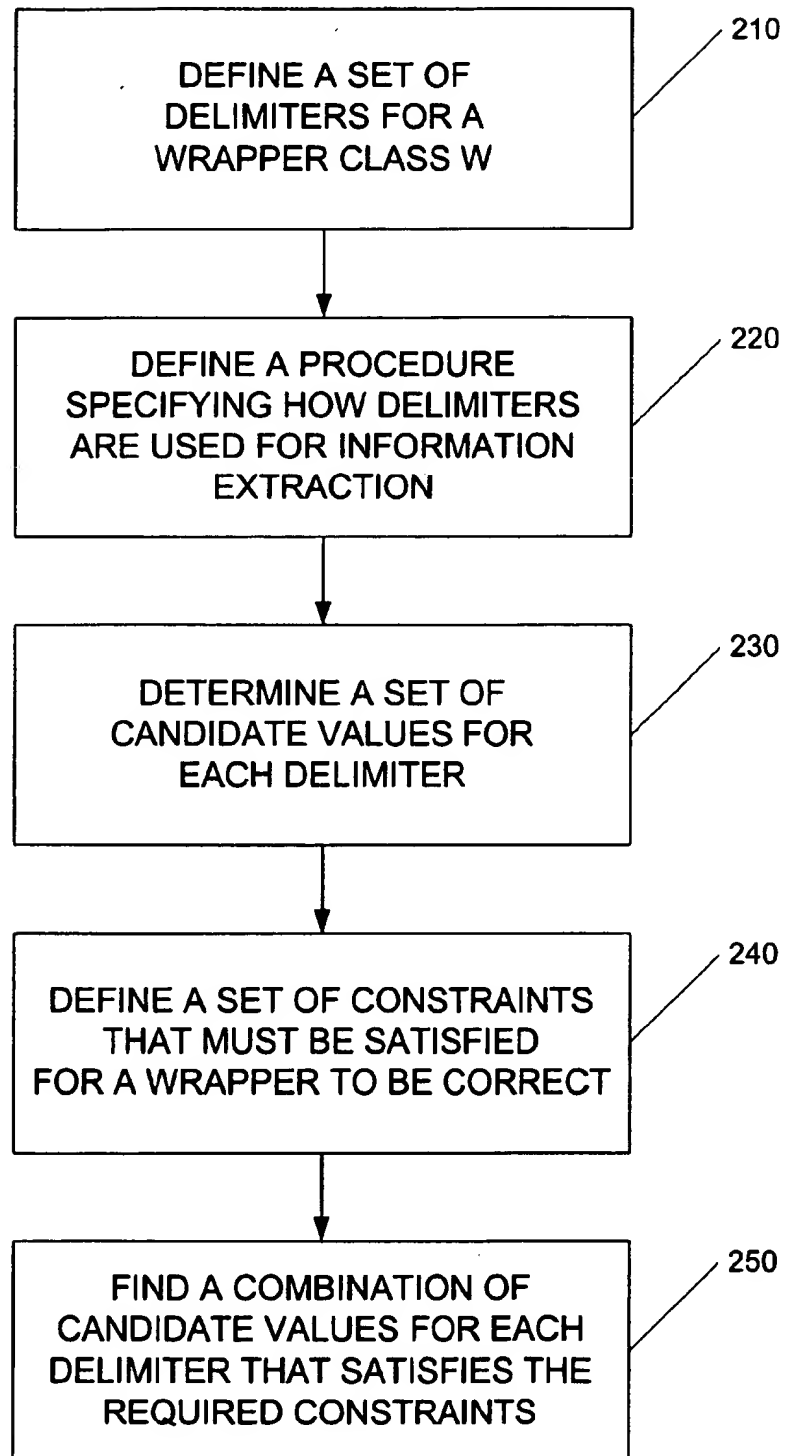 DEFINE A SET OF
DELIMITERS FOR A
WRAPPER CLASS W
210
DEFINE A PROCEDURE
SPECIFYING HOW DELIMITERS
ARE USED FOR INFORMATION
EXTRACTION
220
DETERMINE A SET OF
CANDIDATE VALUES FOR
EACH DELIMITER
230
DEFINE A SET OF CONSTRAINTS
THAT MUST BE SATISFIED
FOR A WRAPPER TO BE CORRECT
240
FIND A COMBINATION OF
CANDIDATE VALUES FOR EACH
DELIMITER THAT SATISFIES THE
REQUIRED CONSTRAINTS
250